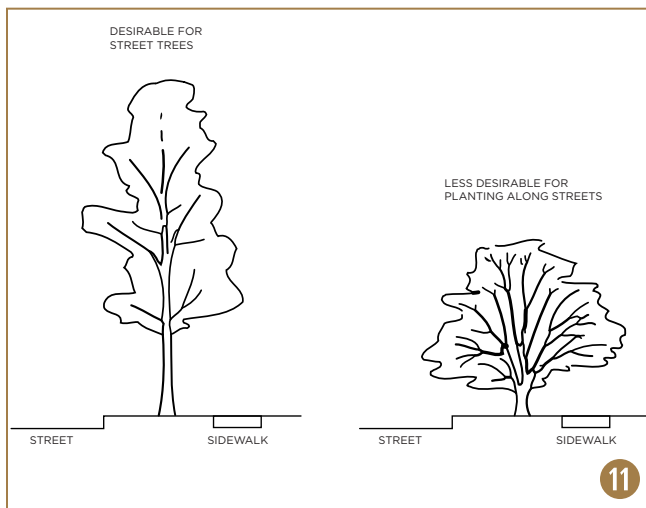 DESIRABLE FOR
STREET TREES
LESS DESIRABLE FOR
PLANTING ALONG STREETS
STREET
SIDEWALK
STREET
SIDEWALK
11